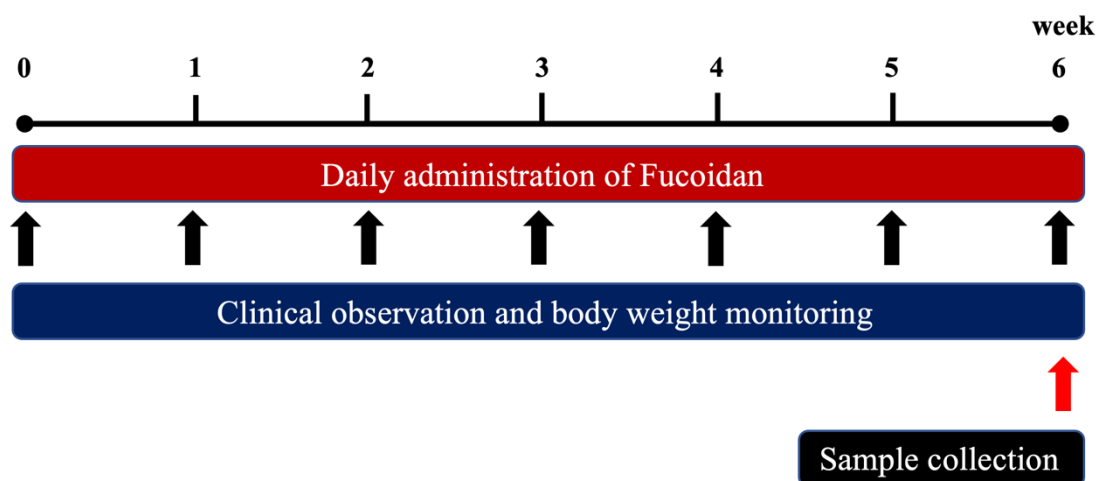 week
0 1 2 3 4 5 6
Daily administration of Fucoidan
Clinical observation and body weight monitoring
Sample collection